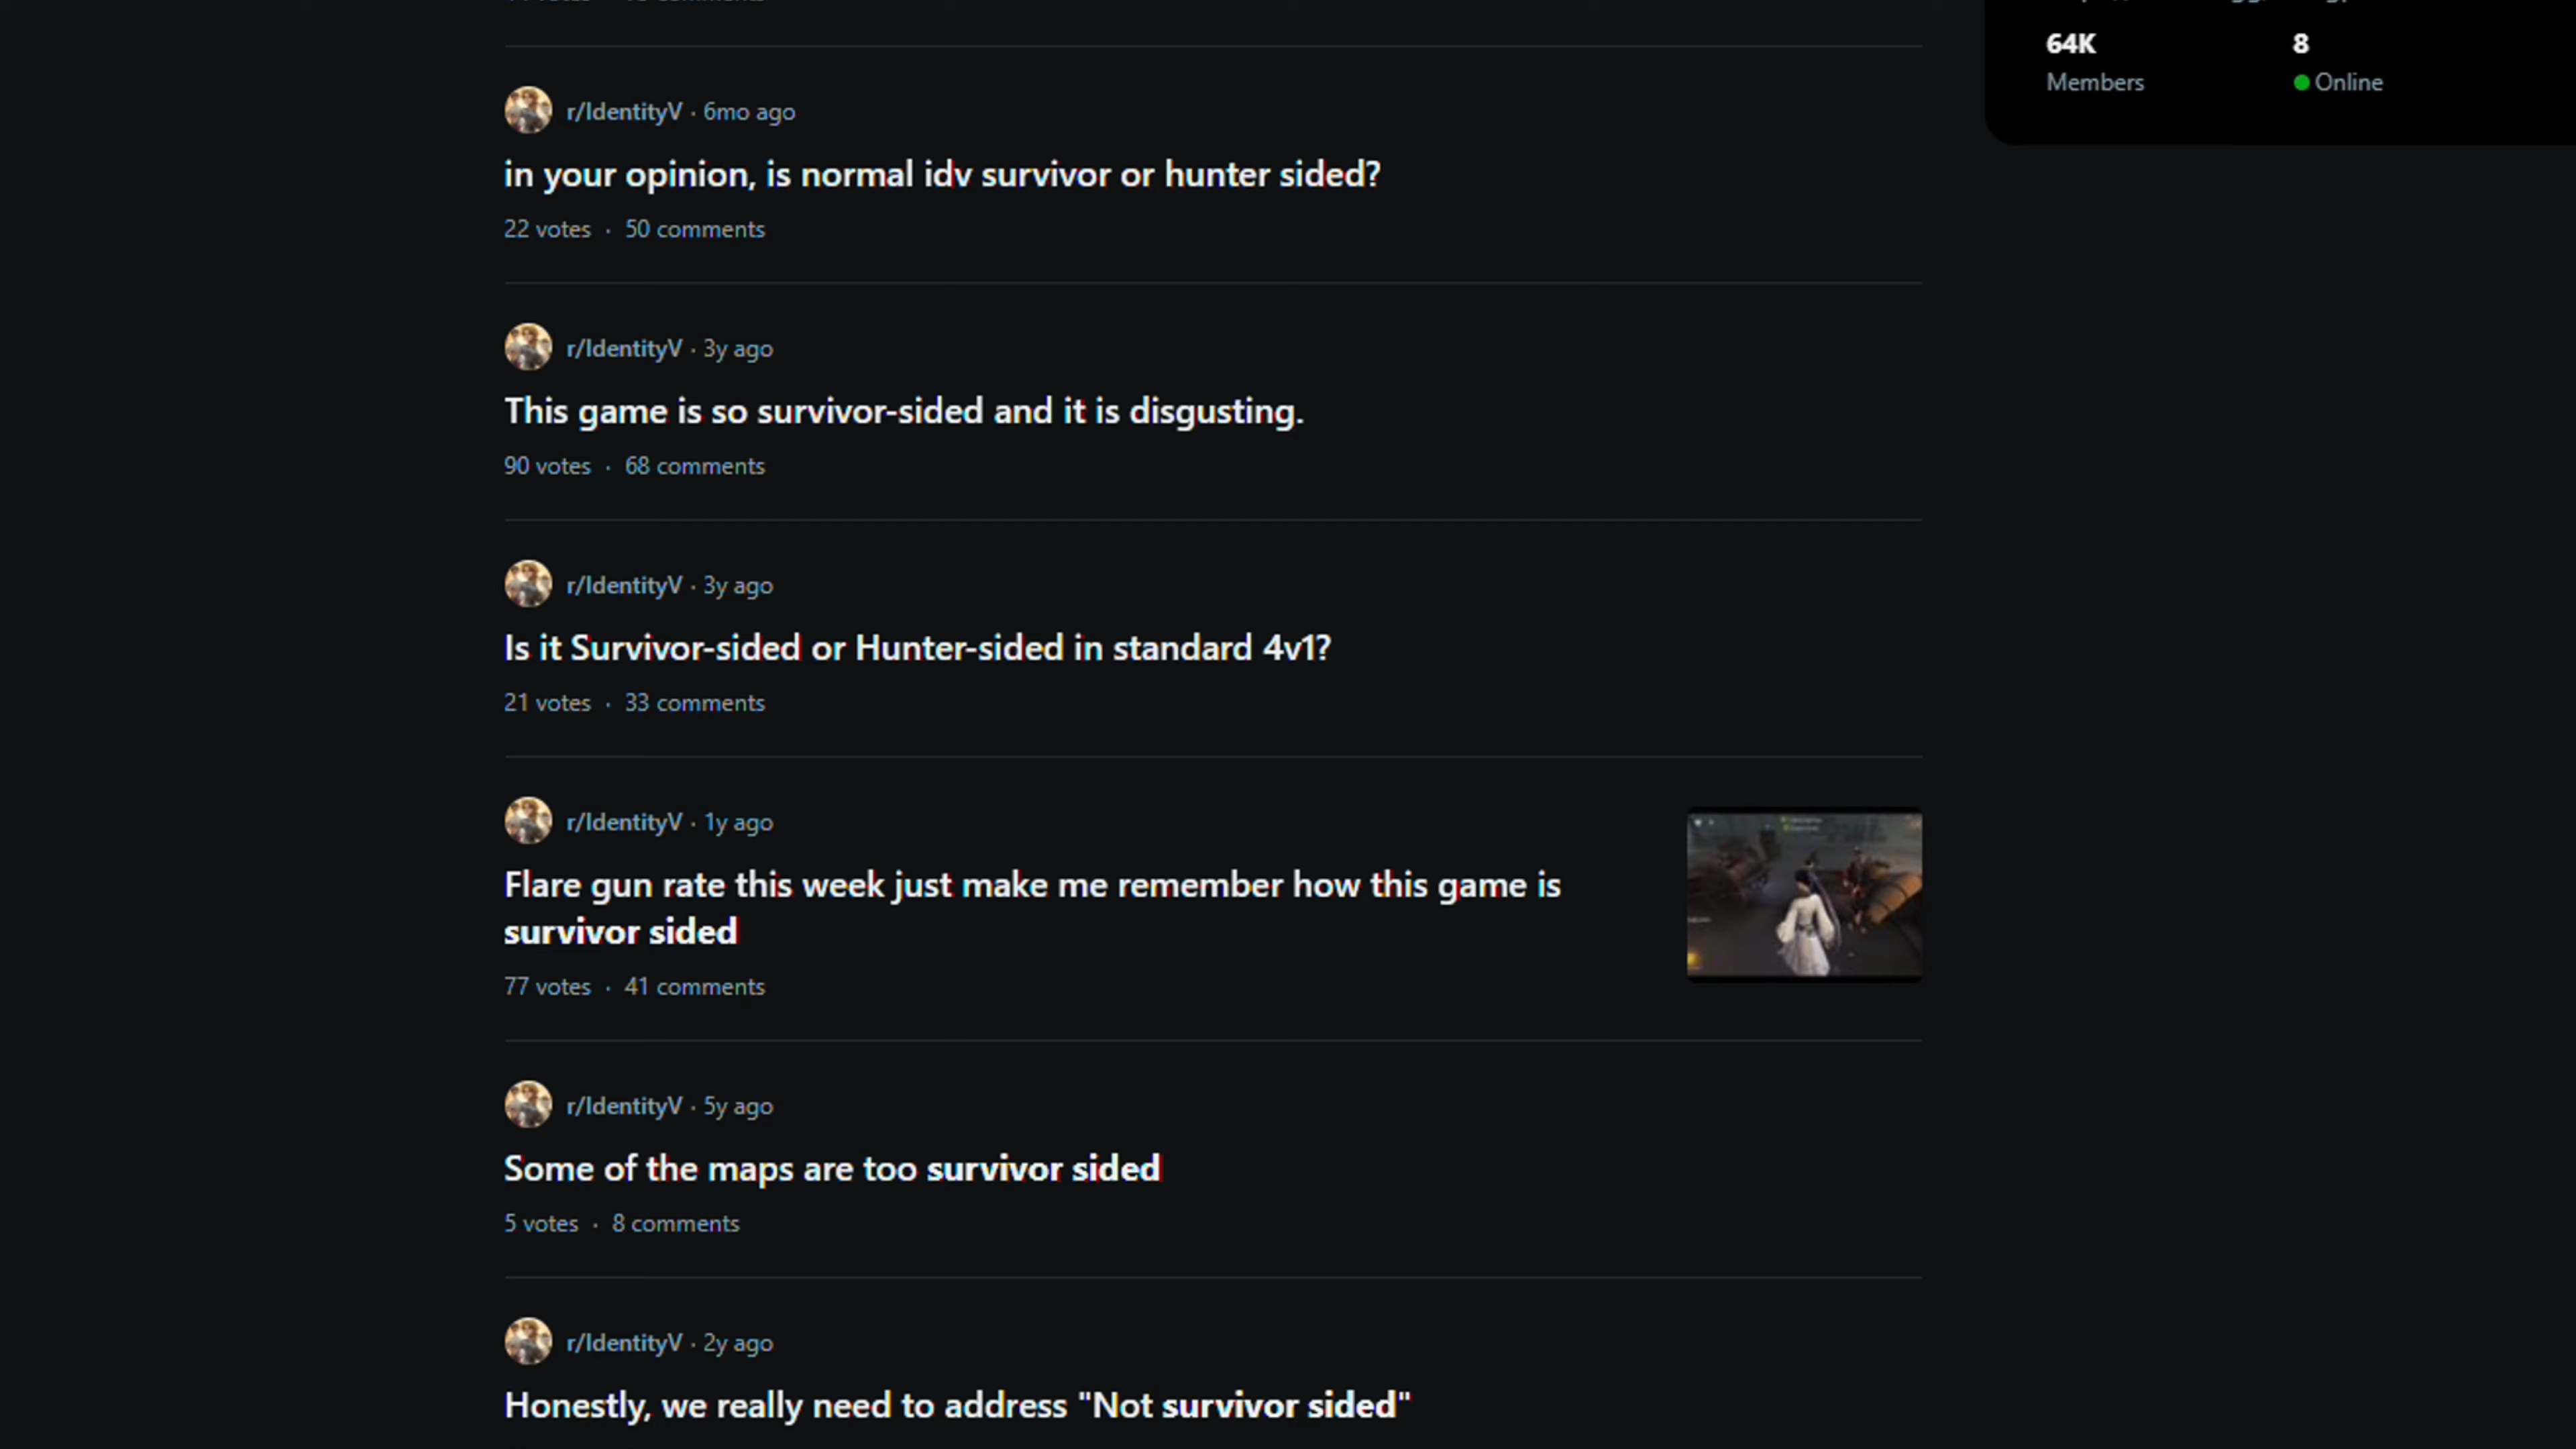 64K
8
Members
Online
r/IdentityV · 6mo ago
in your opinion, is normal idv survivor or hunter sided?
22 votes · 50 comments
r/IdentityV · 3y ago
This game is so survivor-sided and it is disgusting.
90 votes · 68 comments
r/IdentityV · 3y ago
Is it Survivor-sided or Hunter-sided in standard 4v1?
21 votes · 33 comments
r/IdentityV · 1y ago
Flare gun rate this week just make me remember how this game is
survivor sided
77 votes · 41 comments
r/IdentityV · 5y ago
Some of the maps are too survivor sided
5 votes · 8 comments
r/IdentityV · 2y ago
Honestly, we really need to address "Not survivor sided"